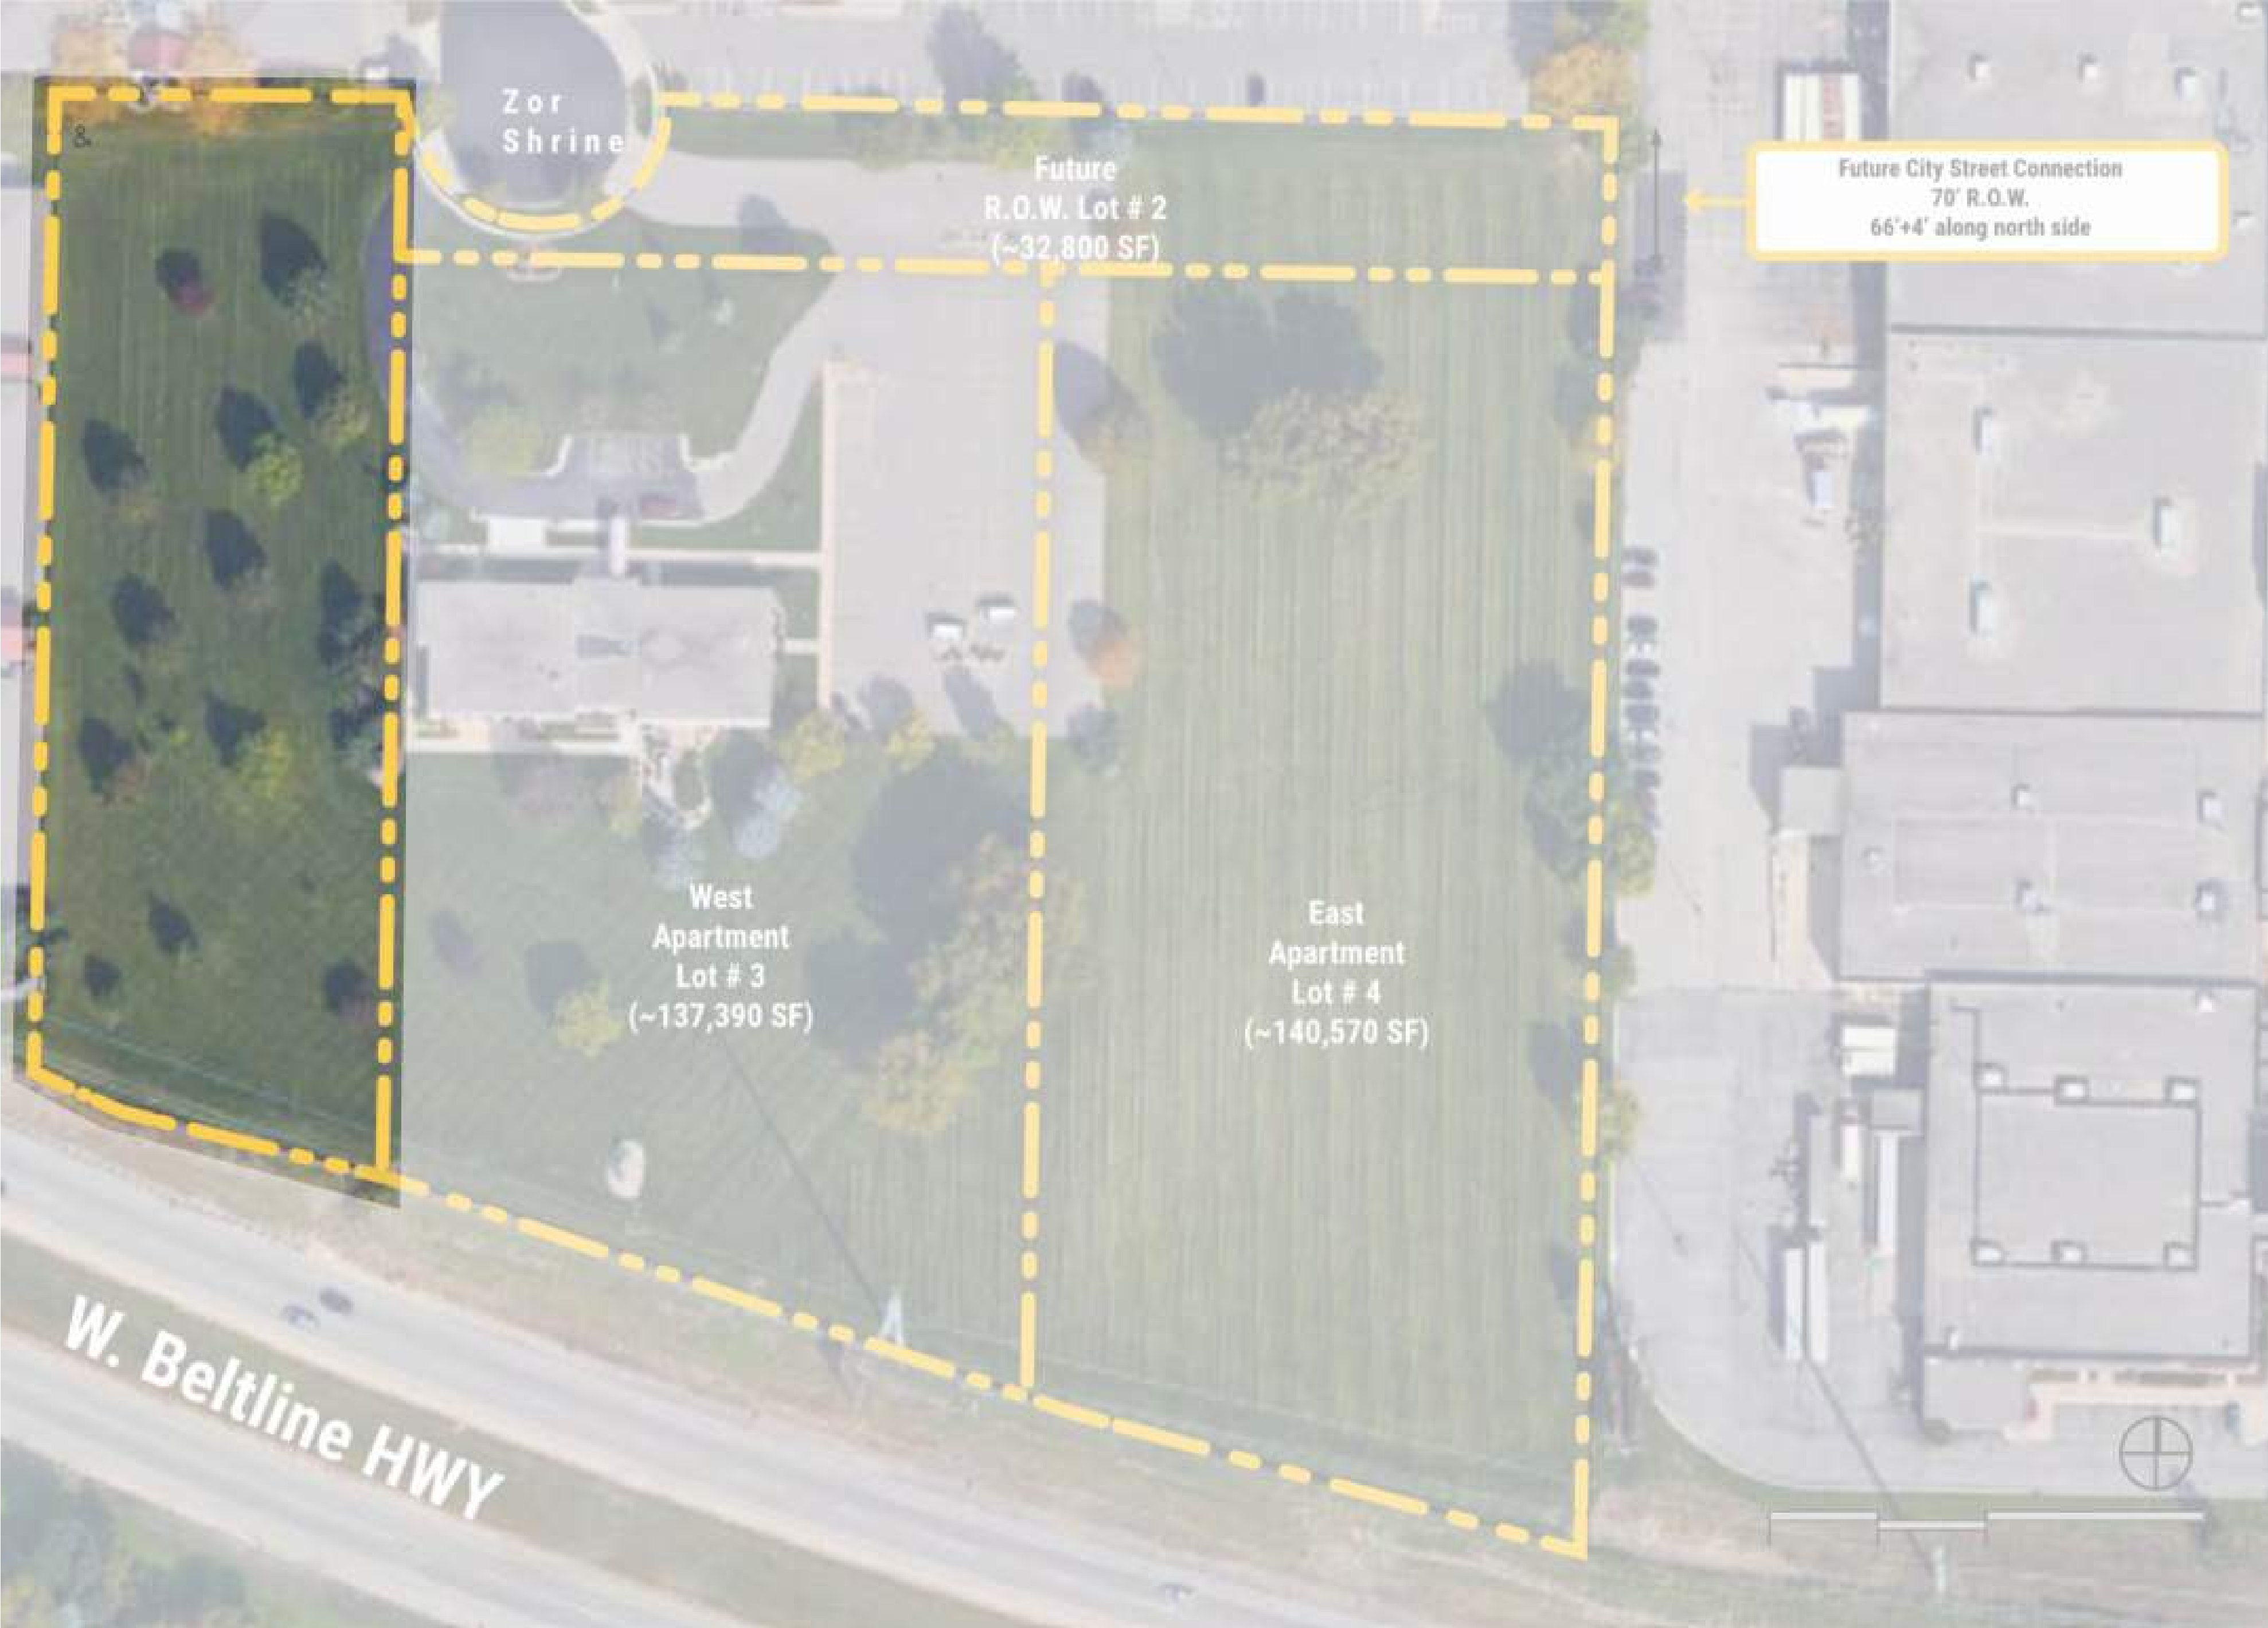 Zor
Shrine
Future
R.O.W. Lot # 2
(~32,800 SF)
Future City Street Connection
70' R.O.W.
66'+4' along north side
West
Apartment
Lot # 3
(~137,390 SF)
East
Apartment
Lot # 4
(~140,570 SF)
W. Beltline HWY